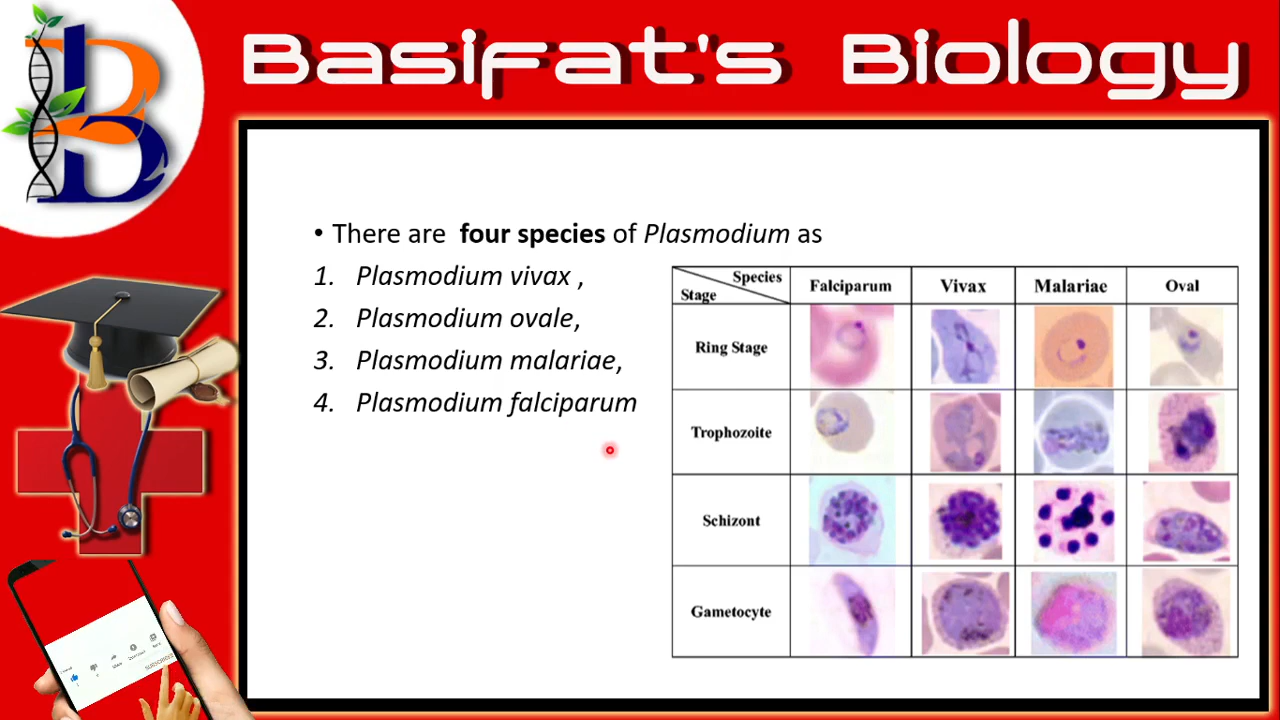 Basifat's Biology
• There are four species of Plasmodium as
1. Plasmodium vivax ,
2. Plasmodium ovale,
3. Plasmodium malariae,
4. Plasmodium falciparum
Species
Stage
Falciparum
Vivax
Malariae
Oval
Ring Stage
Trophozoite
Schizont
Gametocyte
SUBSCRIBE